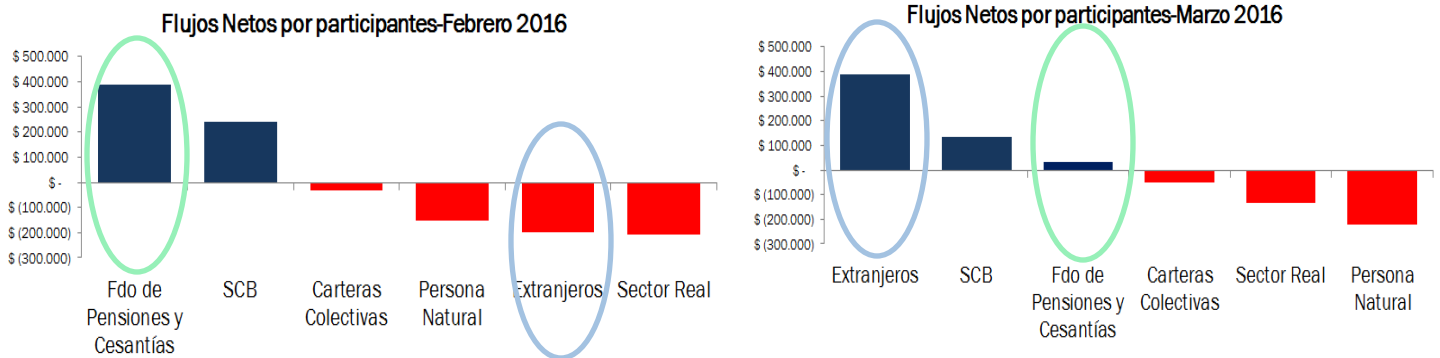 Flujos Netos por participantes-Febrero 2016
$ 500.000
$ 400.000
$ 300.000
$ 200.000
$ 100.000
$ -
$ (100.000)
$ (200.000)
$ (300.000)
Fdo de
Pensiones y
Cesantías
SCB
Carteras
Colectivas
Persona
Natural
Extranjeros
Sector Real
Flujos Netos por participantes-Marzo 2016
$ 500.000
$ 400.000
$ 300.000
$ 200.000
$ 100.000
$ -
$ (100.000)
$ (200.000)
$ (300.000)
Extranjeros
SCB
Fdo de
Pensiones y
Cesantías
Carteras
Colectivas
Sector Real
Persona
Natural